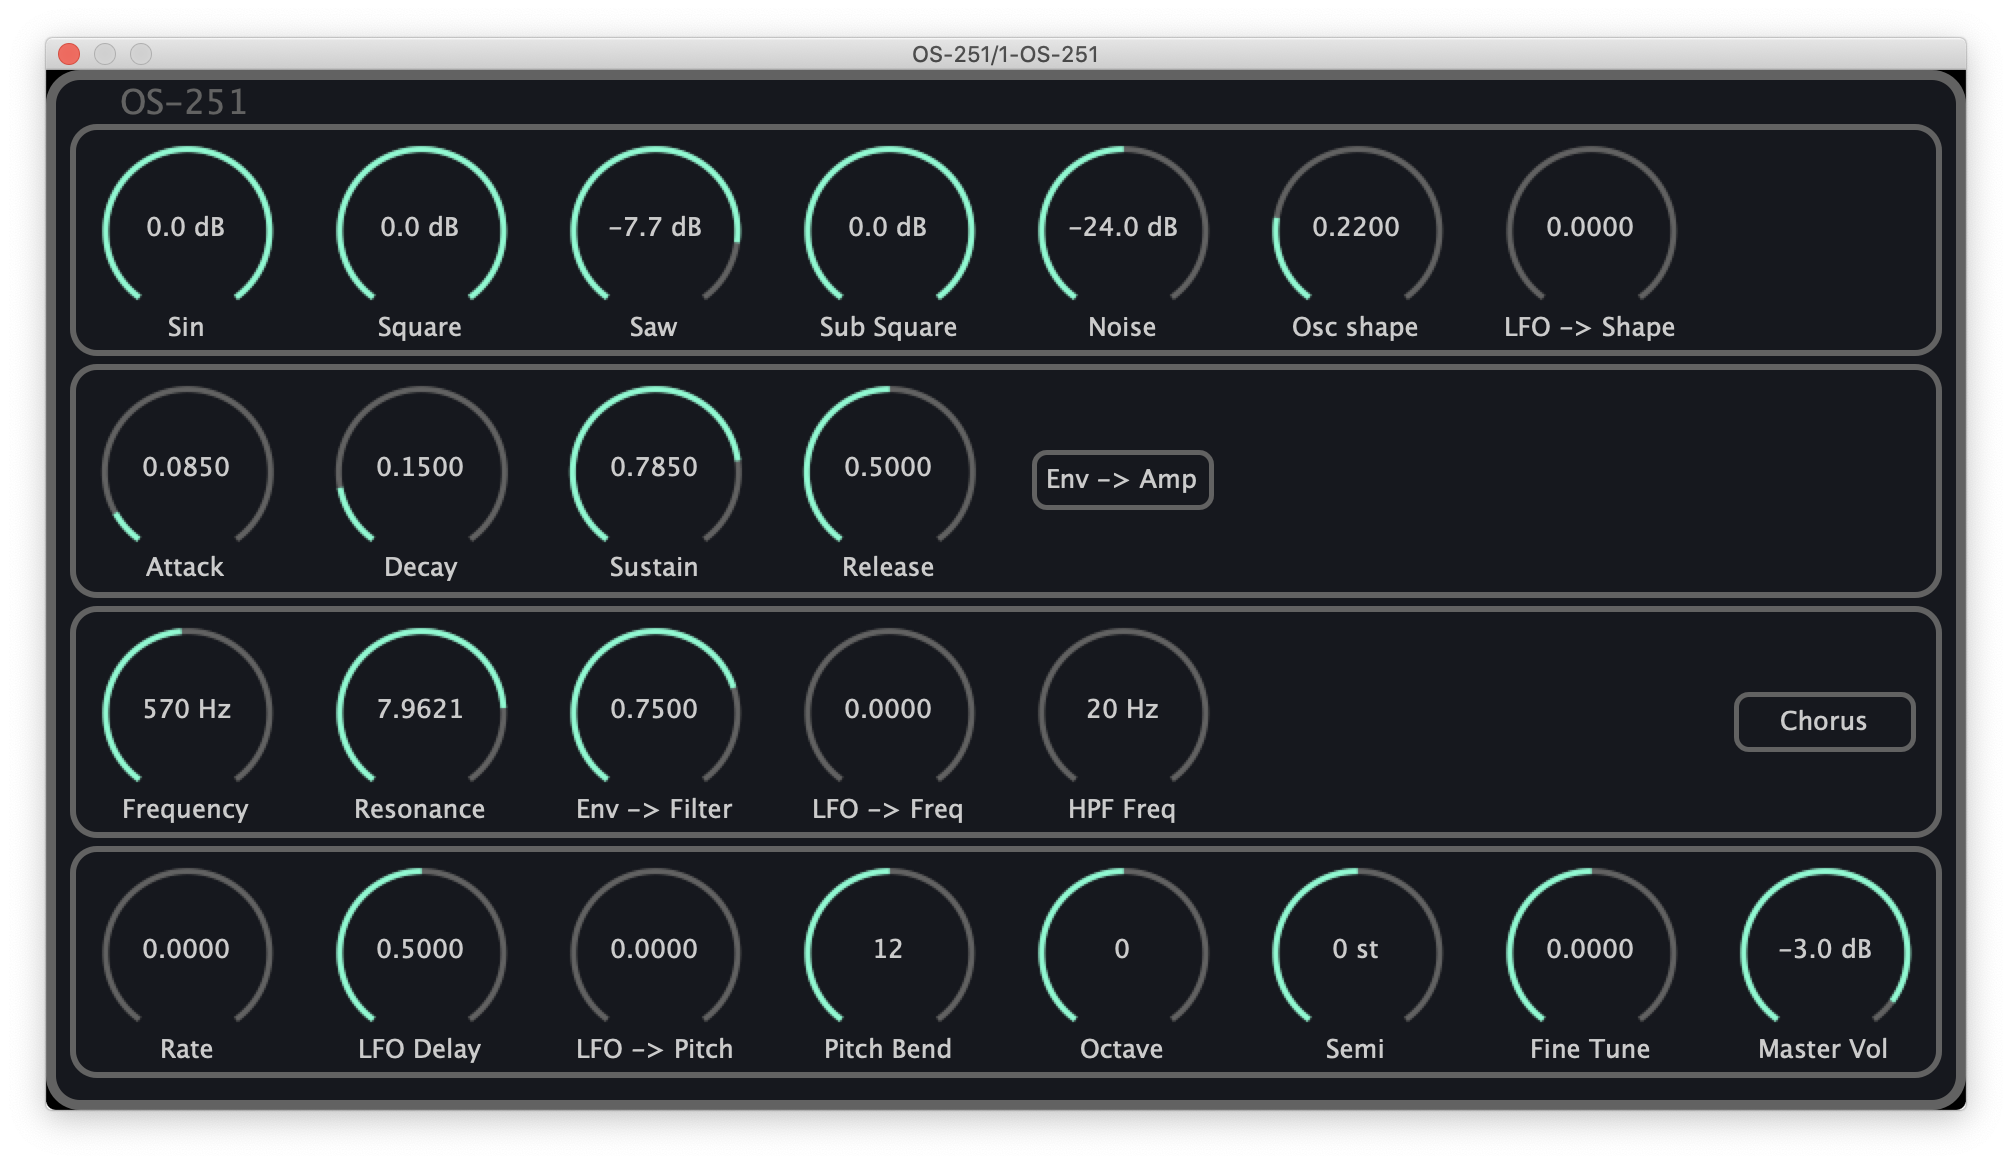 OS-251/1-OS-251
OS-251
0.0 dB 0.0 dB -7.7 dB 0.0 dB -24.0 dB 0.2200 0.0000
Sin Square Saw Sub Square Noise Osc shape LFO -> Shape
0.0850 0.1500 0.7850 0.5000 Env -> Amp
Attack Decay Sustain Release
570 Hz 7.9621 0.7500 0.0000 20 Hz Chorus
Frequency Resonance Env -> Filter LFO -> Freq HPF Freq
0.0000 0.5000 0.0000 12 0 0 st 0.0000 -3.0 dB
Rate LFO Delay LFO -> Pitch Pitch Bend Octave Semi Fine Tune Master Vol